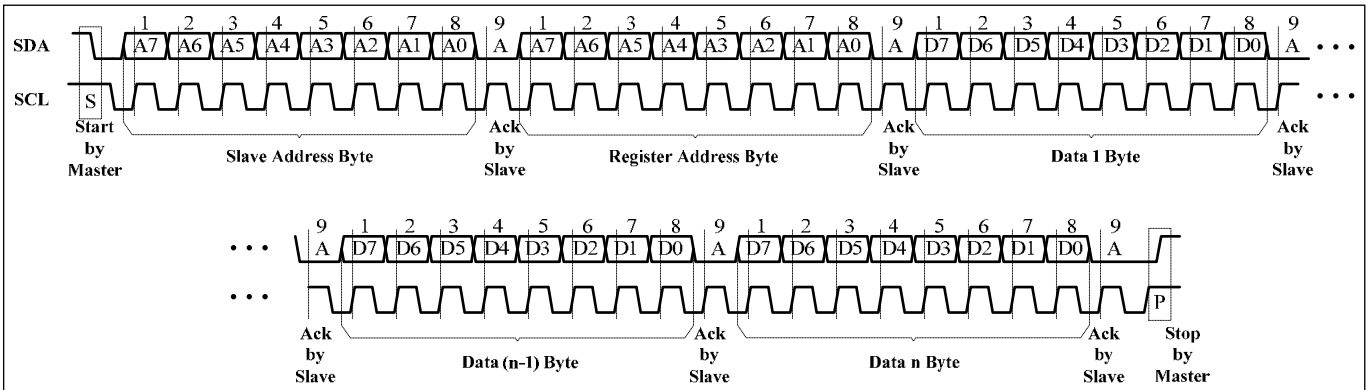 1 2 3 4 5 6 7 8 9 1 2 3 4 5 6 7 8 9 1 2 3 4 5 6 7 8 9
SDA A7 A6 A5 A4 A3 A2 A1 A0 A A7 A6 A5 A4 A3 A2 A1 A0 A D7 D6 D5 D4 D3 D2 D1 D0 A • • •
SCL S • • •
Start by Master
Slave Address Byte
Ack by Slave
Register Address Byte
Ack by Slave
Data 1 Byte
Ack by Slave
9 1 2 3 4 5 6 7 8 9 1 2 3 4 5 6 7 8 9
• • • A D7 D6 D5 D4 D3 D2 D1 D0 A D7 D6 D5 D4 D3 D2 D1 D0 A
• • • P
Ack by Slave
Data (n-1) Byte
Ack by Slave
Data n Byte
Ack by Slave
Stop by Master